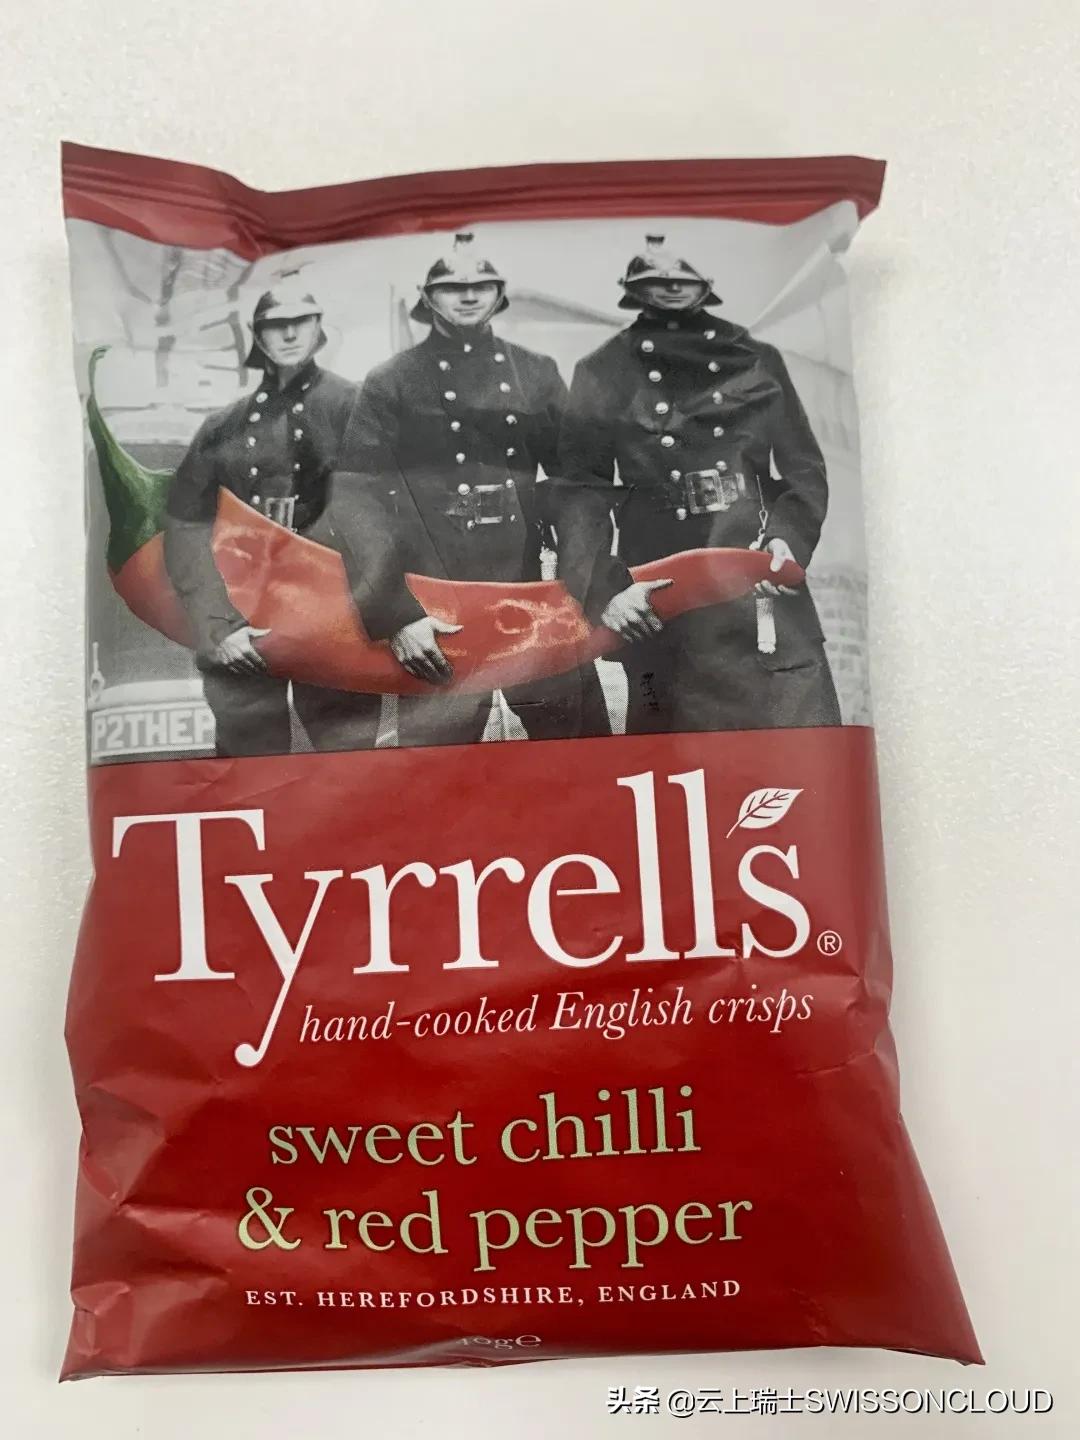 P2THEP
Tyrrell's®
hand-cooked English crisps
sweet chilli
& red pepper
EST. HEREFORDSHIRE, ENGLAND
头条 @云上瑞士SWISSONCLOUD